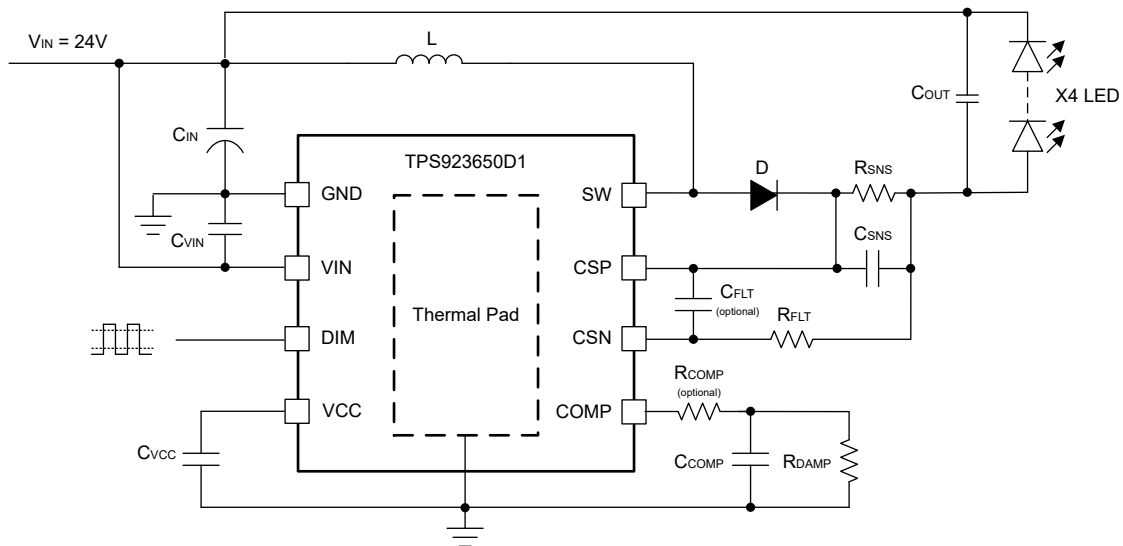 VIN = 24V
L
COUT
X4 LED
CIN
TPS923650D1
D
RSNS
GND
SW
CSNS
CVIN
VIN
CSP
CFLT
(optional)
RFLT
Thermal Pad
DIM
CSN
RCOMP
(optional)
VCC
COMP
CVCC
CCOMP
RDAMP